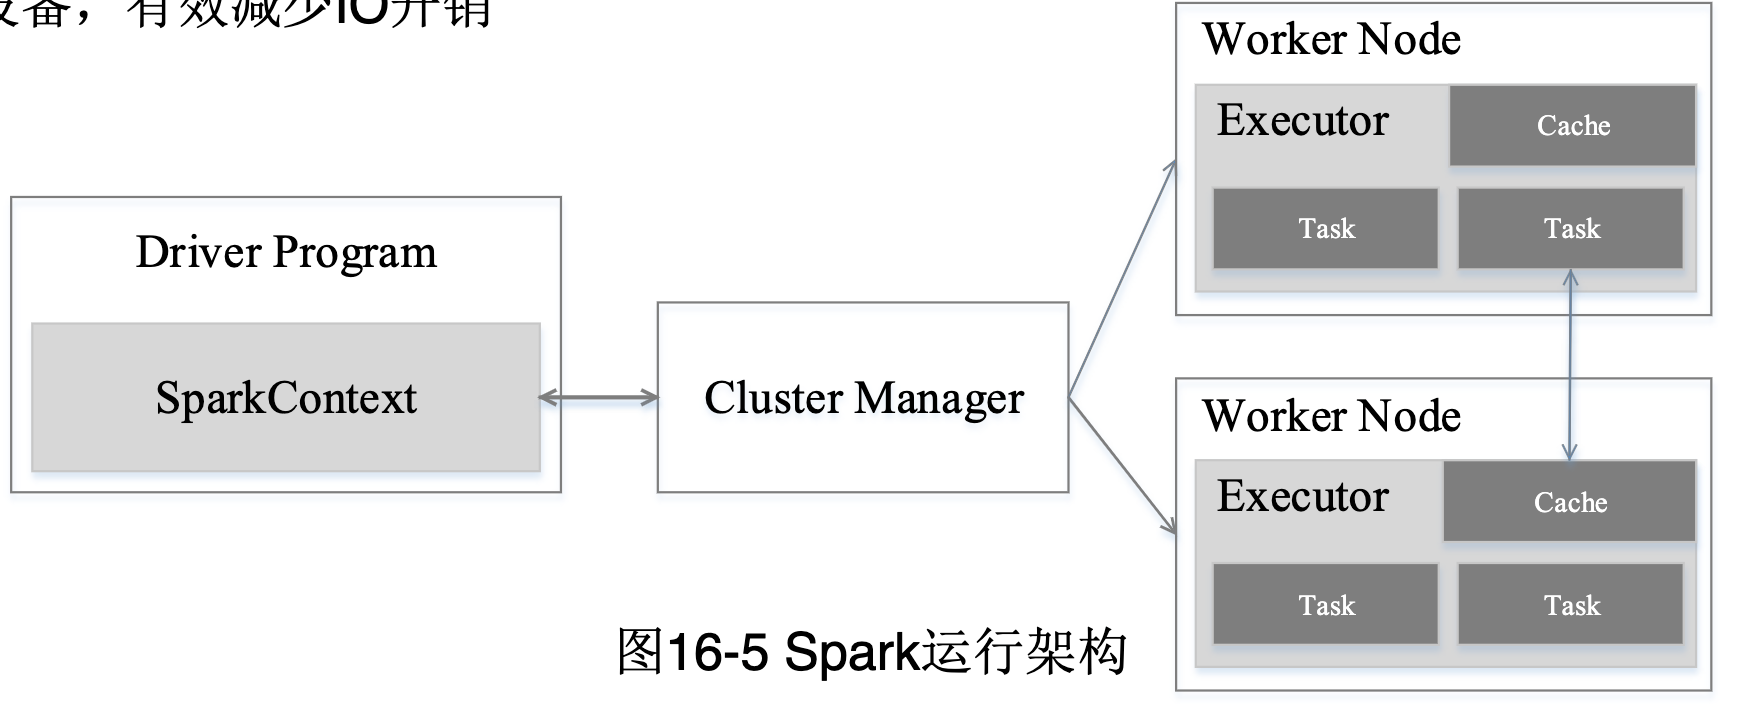 设备，有效减少IO开销
Worker Node
Executor
Cache
Task
Task
Driver Program
SparkContext
Cluster Manager
Worker Node
Executor
Cache
Task
Task
图16-5 Spark运行架构